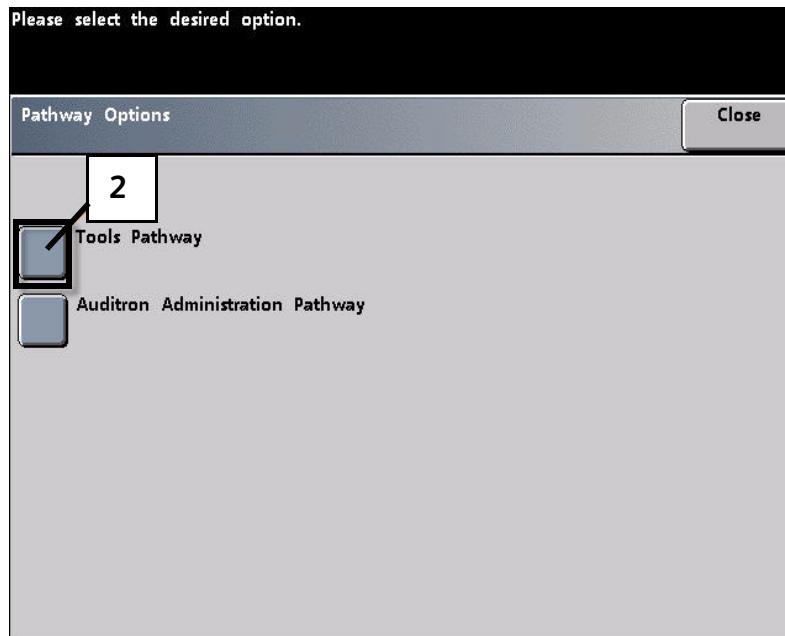 Please select the desired option.
Pathway Options
Close
2
Tools Pathway
Auditron Administration Pathway